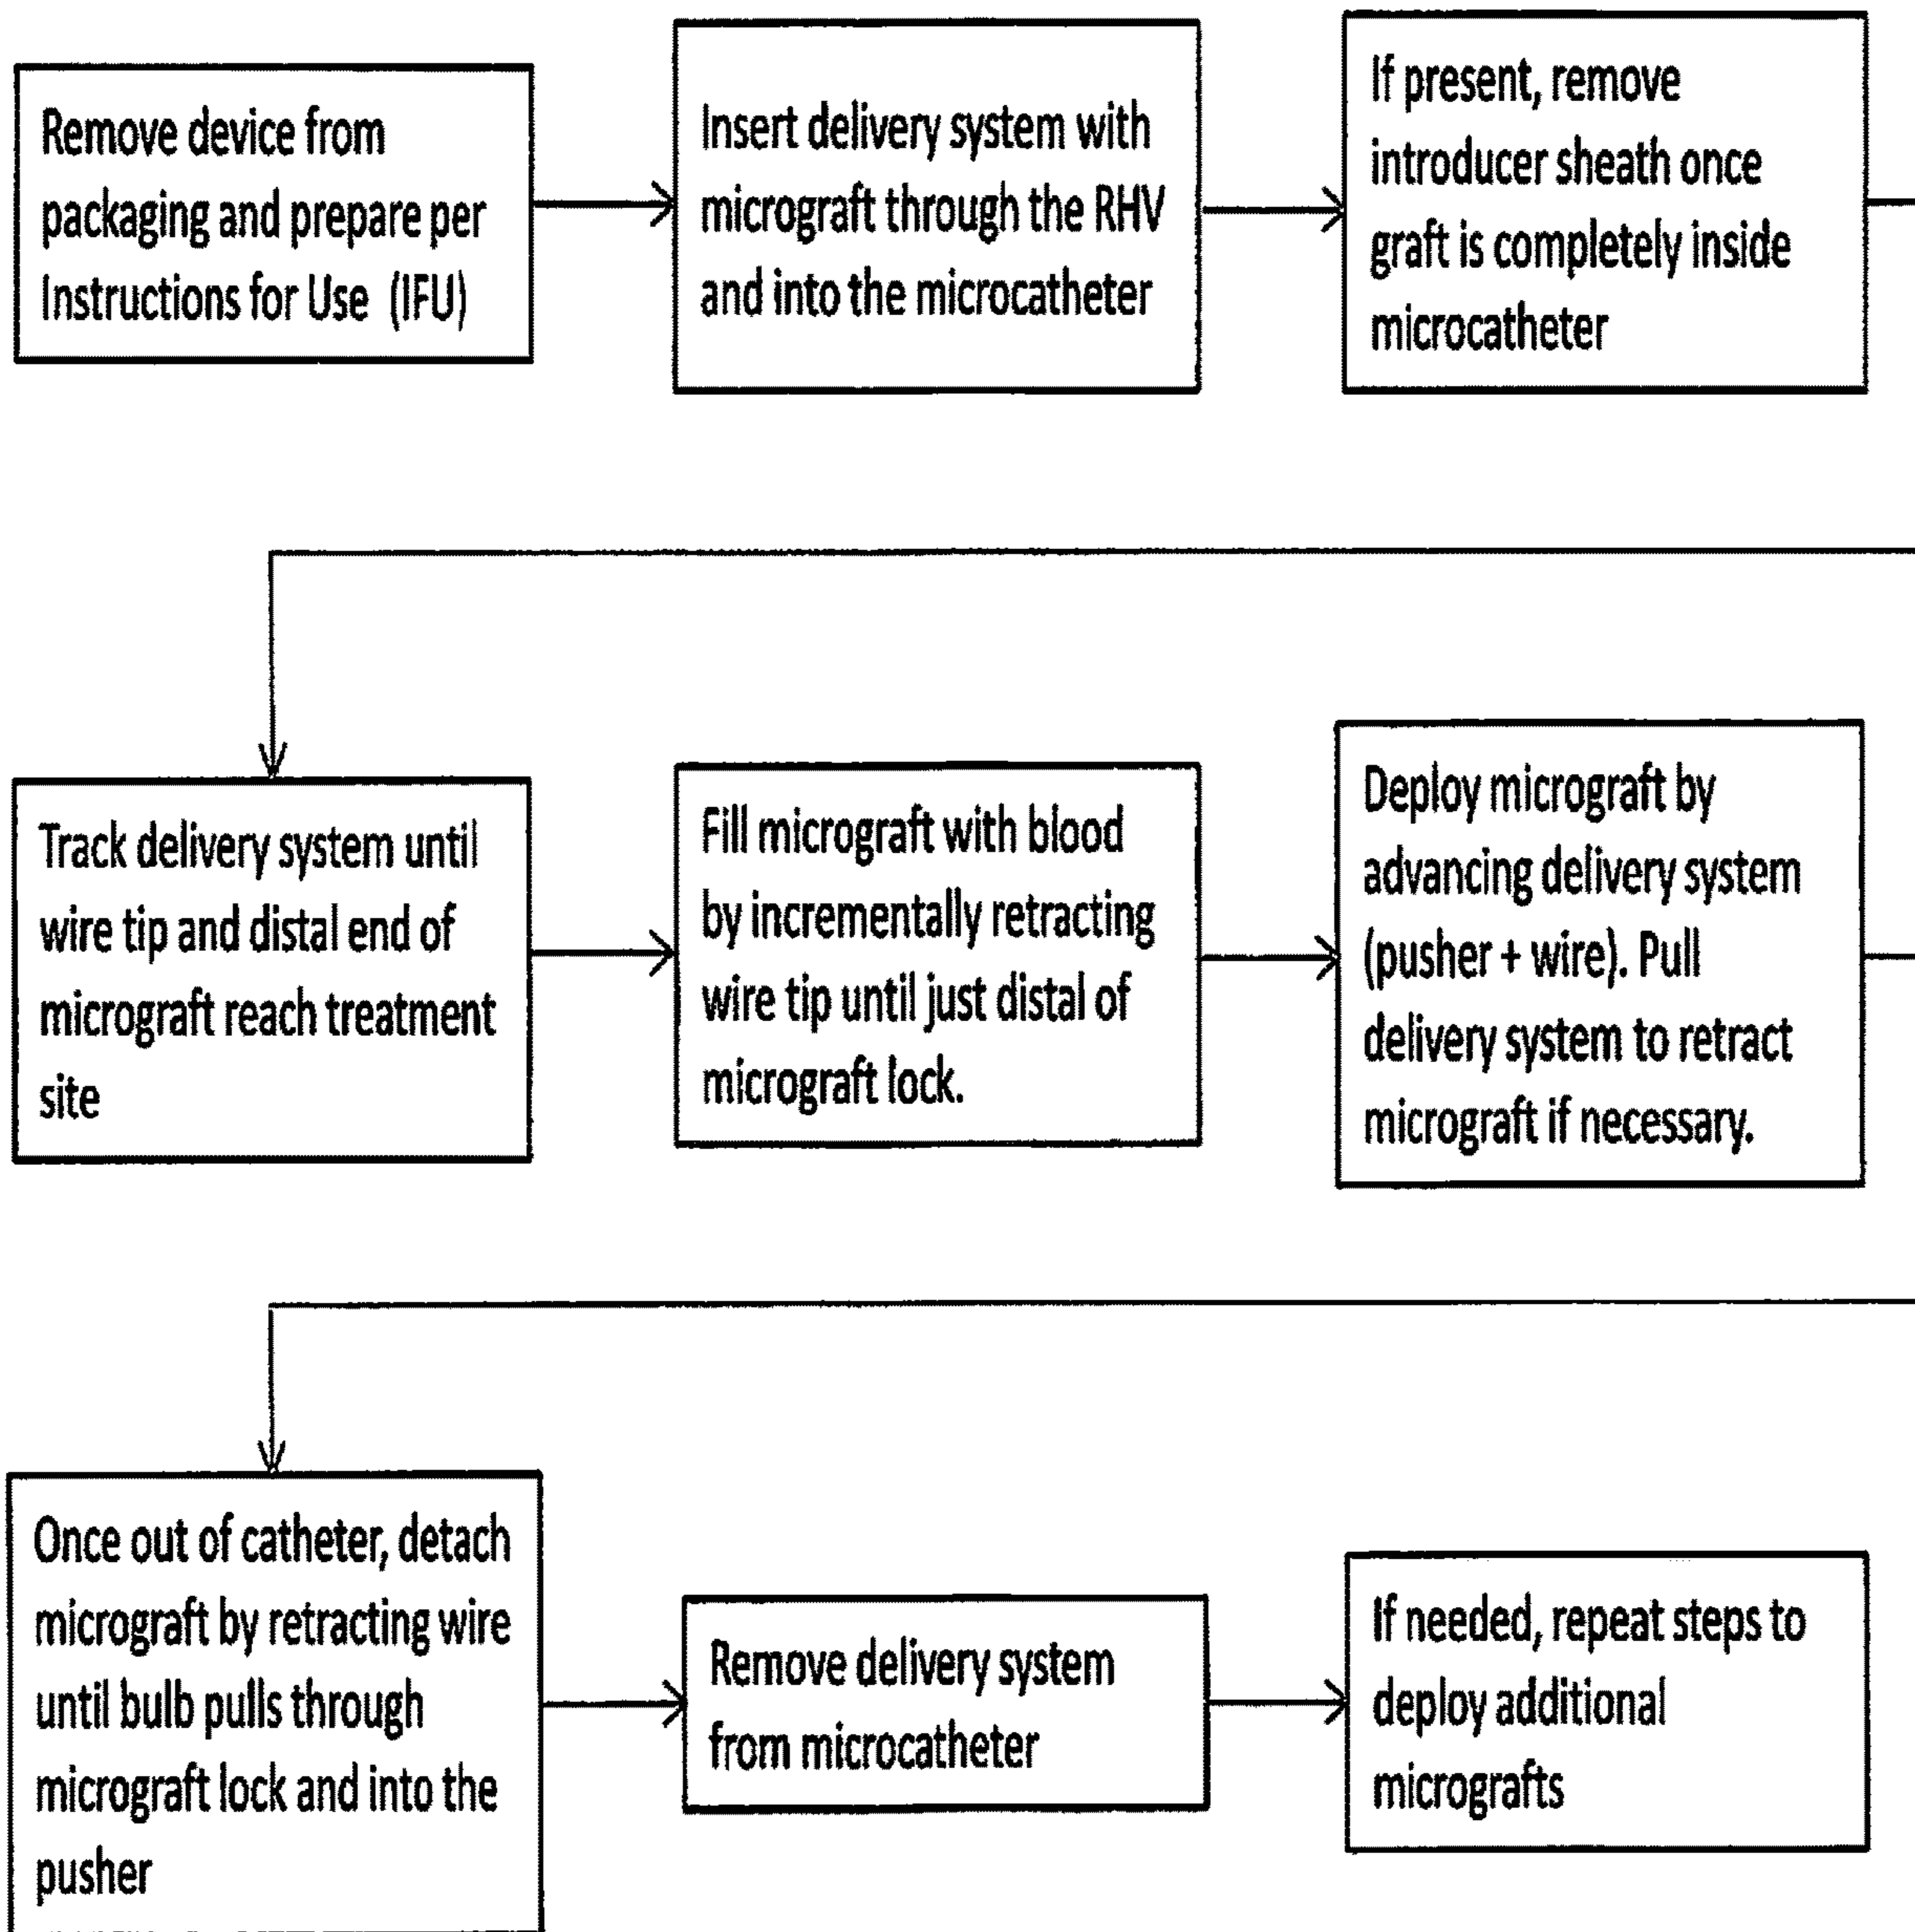 Remove device from
packaging and prepare per
Instructions for Use (IFU)
Insert delivery system with
micrograft through the RHV
and into the microcatheter
If present, remove
introducer sheath once
graft is completely inside
microcatheter
Track delivery system until
wire tip and distal end of
micrograft reach treatment
site
Fill micrograft with blood
by incrementally retracting
wire tip until just distal of
micrograft lock.
Deploy micrograft by
advancing delivery system
(pusher + wire). Pull
delivery system to retract
micrograft if necessary.
Once out of catheter, detach
micrograft by retracting wire
until bulb pulls through
micrograft lock and into the
pusher
Remove delivery system
from microcatheter
If needed, repeat steps to
deploy additional
micrografts